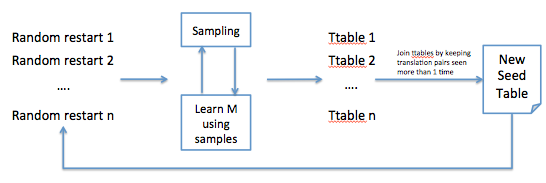 Random restart 1
Random restart 2
....
Random restart n
Sampling
Learn M
using
samples
Ttable 1
Ttable 2
....
Ttable n
Join ttables by keeping
translation pairs seen
more than 1 time
New
Seed
Table